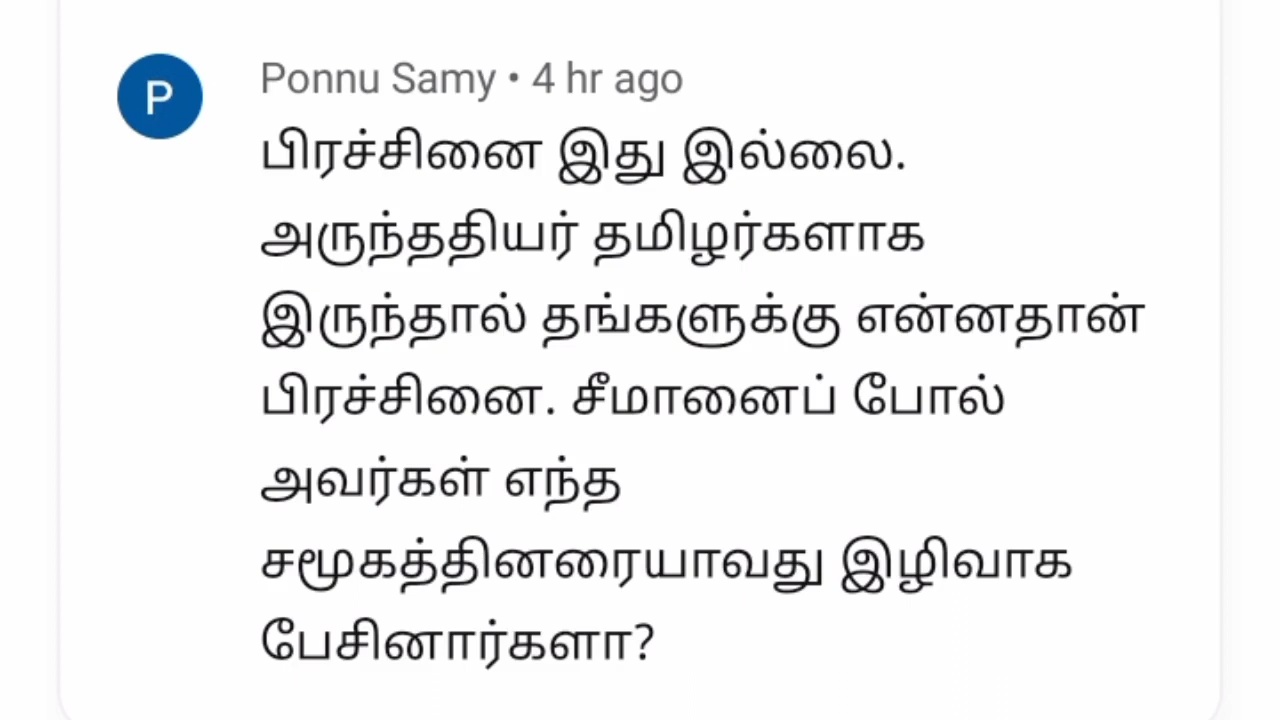 P
Ponnu Samy • 4 hr ago
பிரச்சினை இது இல்லை.
அருந்ததியர் தமிழர்களாக
இருந்தால் தங்களுக்கு என்னதான்
பிரச்சினை. சீமானைப் போல்
அவர்கள் எந்த
சமூகத்தினரையாவது இழிவாக
பேசினார்களா?